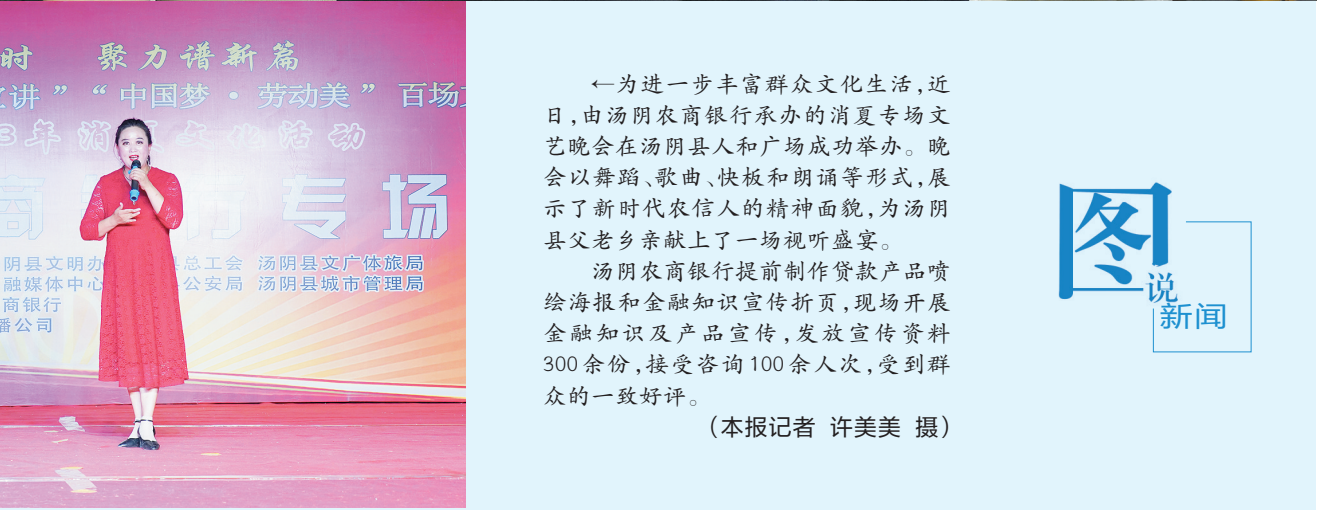 时 聚力谱新篇
宣讲”“中国梦·劳动美”百场文
3年消夏文化活动
商 行专场
阴县文明办 县总工会 汤阴县文广体旅局
融媒体中心 公安局 汤阴县城市管理局
商银行
播公司
←为进一步丰富群众文化生活,近
日,由汤阴农商银行承办的消夏专场文
艺晚会在汤阴县人和广场成功举办。晚
会以舞蹈、歌曲、快板和朗诵等形式,展
示了新时代农信人的精神面貌,为汤阴
县父老乡亲献上了一场视听盛宴。
汤阴农商银行提前制作贷款产品喷
绘海报和金融知识宣传折页,现场开展
金融知识及产品宣传,发放宣传资料
300余份,接受咨询100余人次,受到群
众的一致好评。
(本报记者 许美美 摄)
图说
新闻